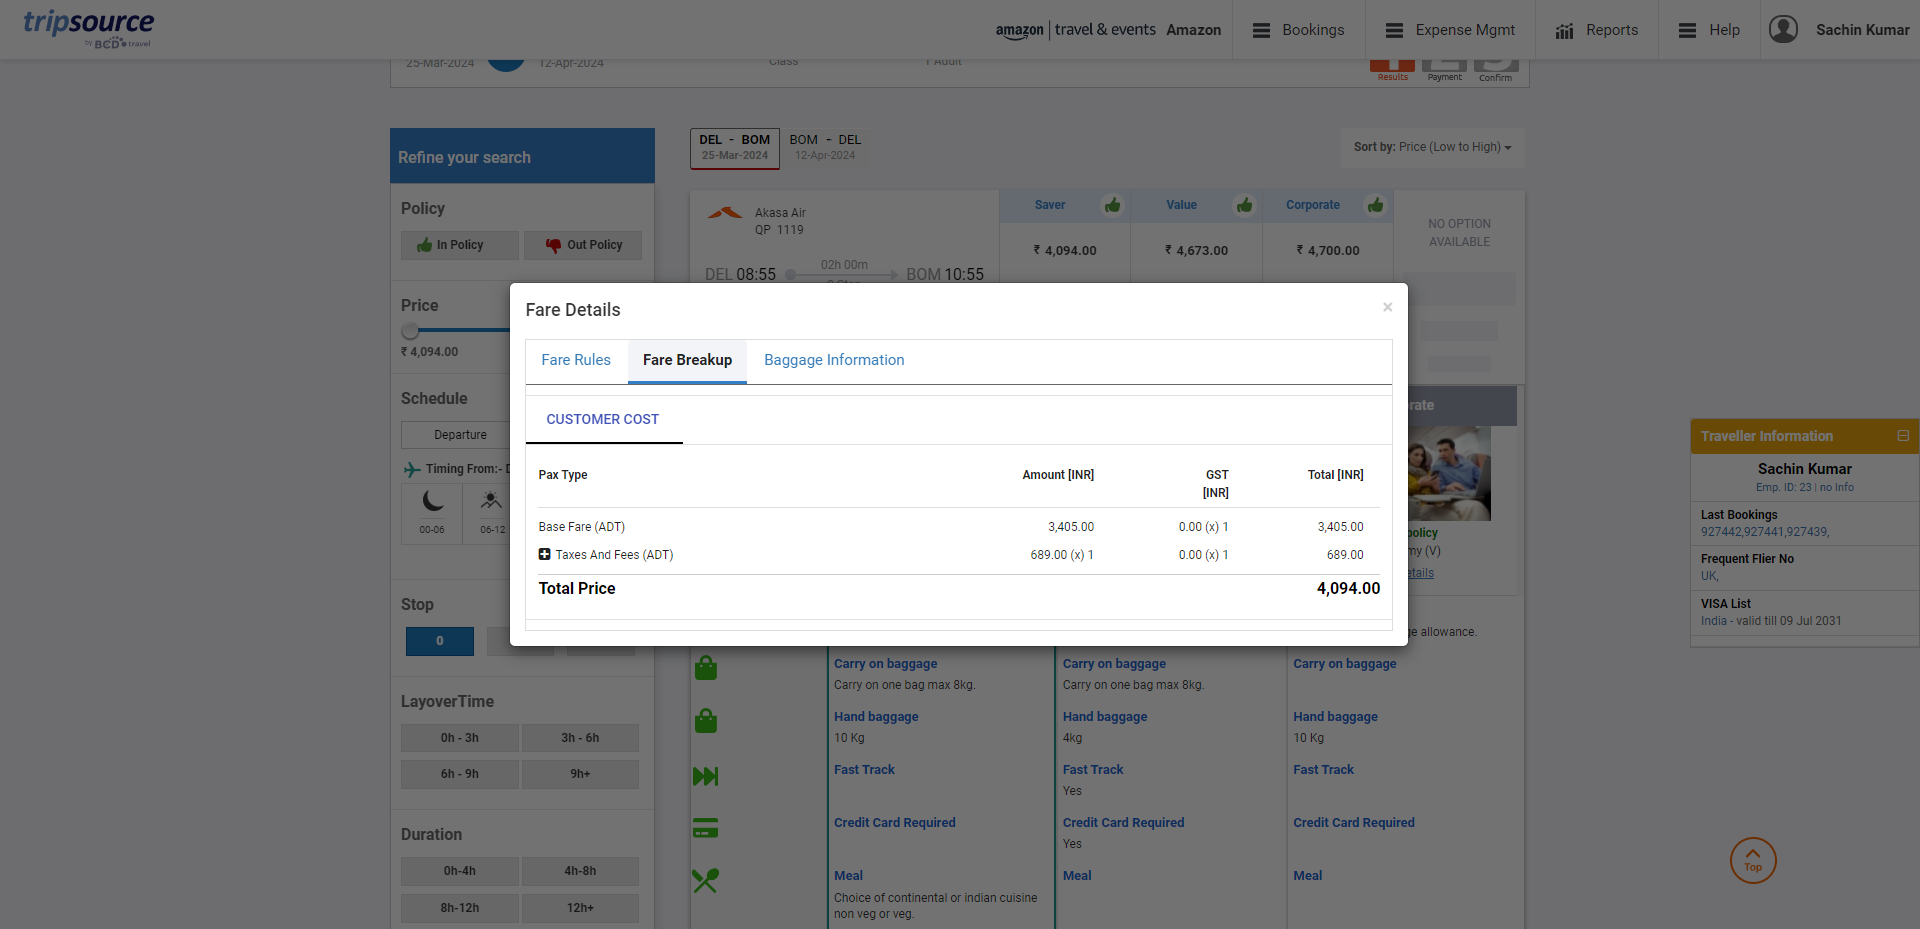 tripsource
by BCD travel
amazon | travel & events Amazon
Bookings
Expense Mgmt
Reports
Help
Sachin Kumar
25-Mar-2024
12-Apr-2024
Class
1 Adult
Results
Payment
Confirm
Refine your search
Policy
In Policy
Out Policy
Price
₹ 4,094.00
Schedule
Departure
Timing From:-
00-06
06-12
Stop
0
LayoverTime
0h - 3h
3h - 6h
6h - 9h
9h+
Duration
0h-4h
4h-8h
8h-12h
12h+
DEL - BOM
25-Mar-2024
BOM - DEL
12-Apr-2024
Sort by: Price (Low to High)
Akasa Air
QP 1119
DEL 08:55
02h 00m
BOM 10:55
Saver
Value
Corporate
₹ 4,094.00
₹ 4,673.00
₹ 4,700.00
NO OPTION
AVAILABLE
Fare Details
×
Fare Rules
Fare Breakup
Baggage Information
CUSTOMER COST
Pax Type
Amount [INR]
GST
[INR]
Total [INR]
Base Fare (ADT)
3,405.00
0.00 (x) 1
3,405.00
Taxes And Fees (ADT)
689.00 (x) 1
0.00 (x) 1
689.00
Total Price
4,094.00
rate
policy
my (V)
etails
ge allowance.
Carry on baggage
Carry on one bag max 8kg.
Carry on baggage
Carry on one bag max 8kg.
Carry on baggage
Hand baggage
10 Kg
Hand baggage
4kg
Hand baggage
10 Kg
Fast Track
Fast Track
Yes
Fast Track
Credit Card Required
Credit Card Required
Yes
Credit Card Required
Meal
Choice of continental or indian cuisine
non veg or veg.
Meal
Meal
Traveller Information
Sachin Kumar
Emp. ID: 23 | no Info
Last Bookings
927442,927441,927439,
Frequent Flier No
UK,
VISA List
India - valid till 09 Jul 2031
Top